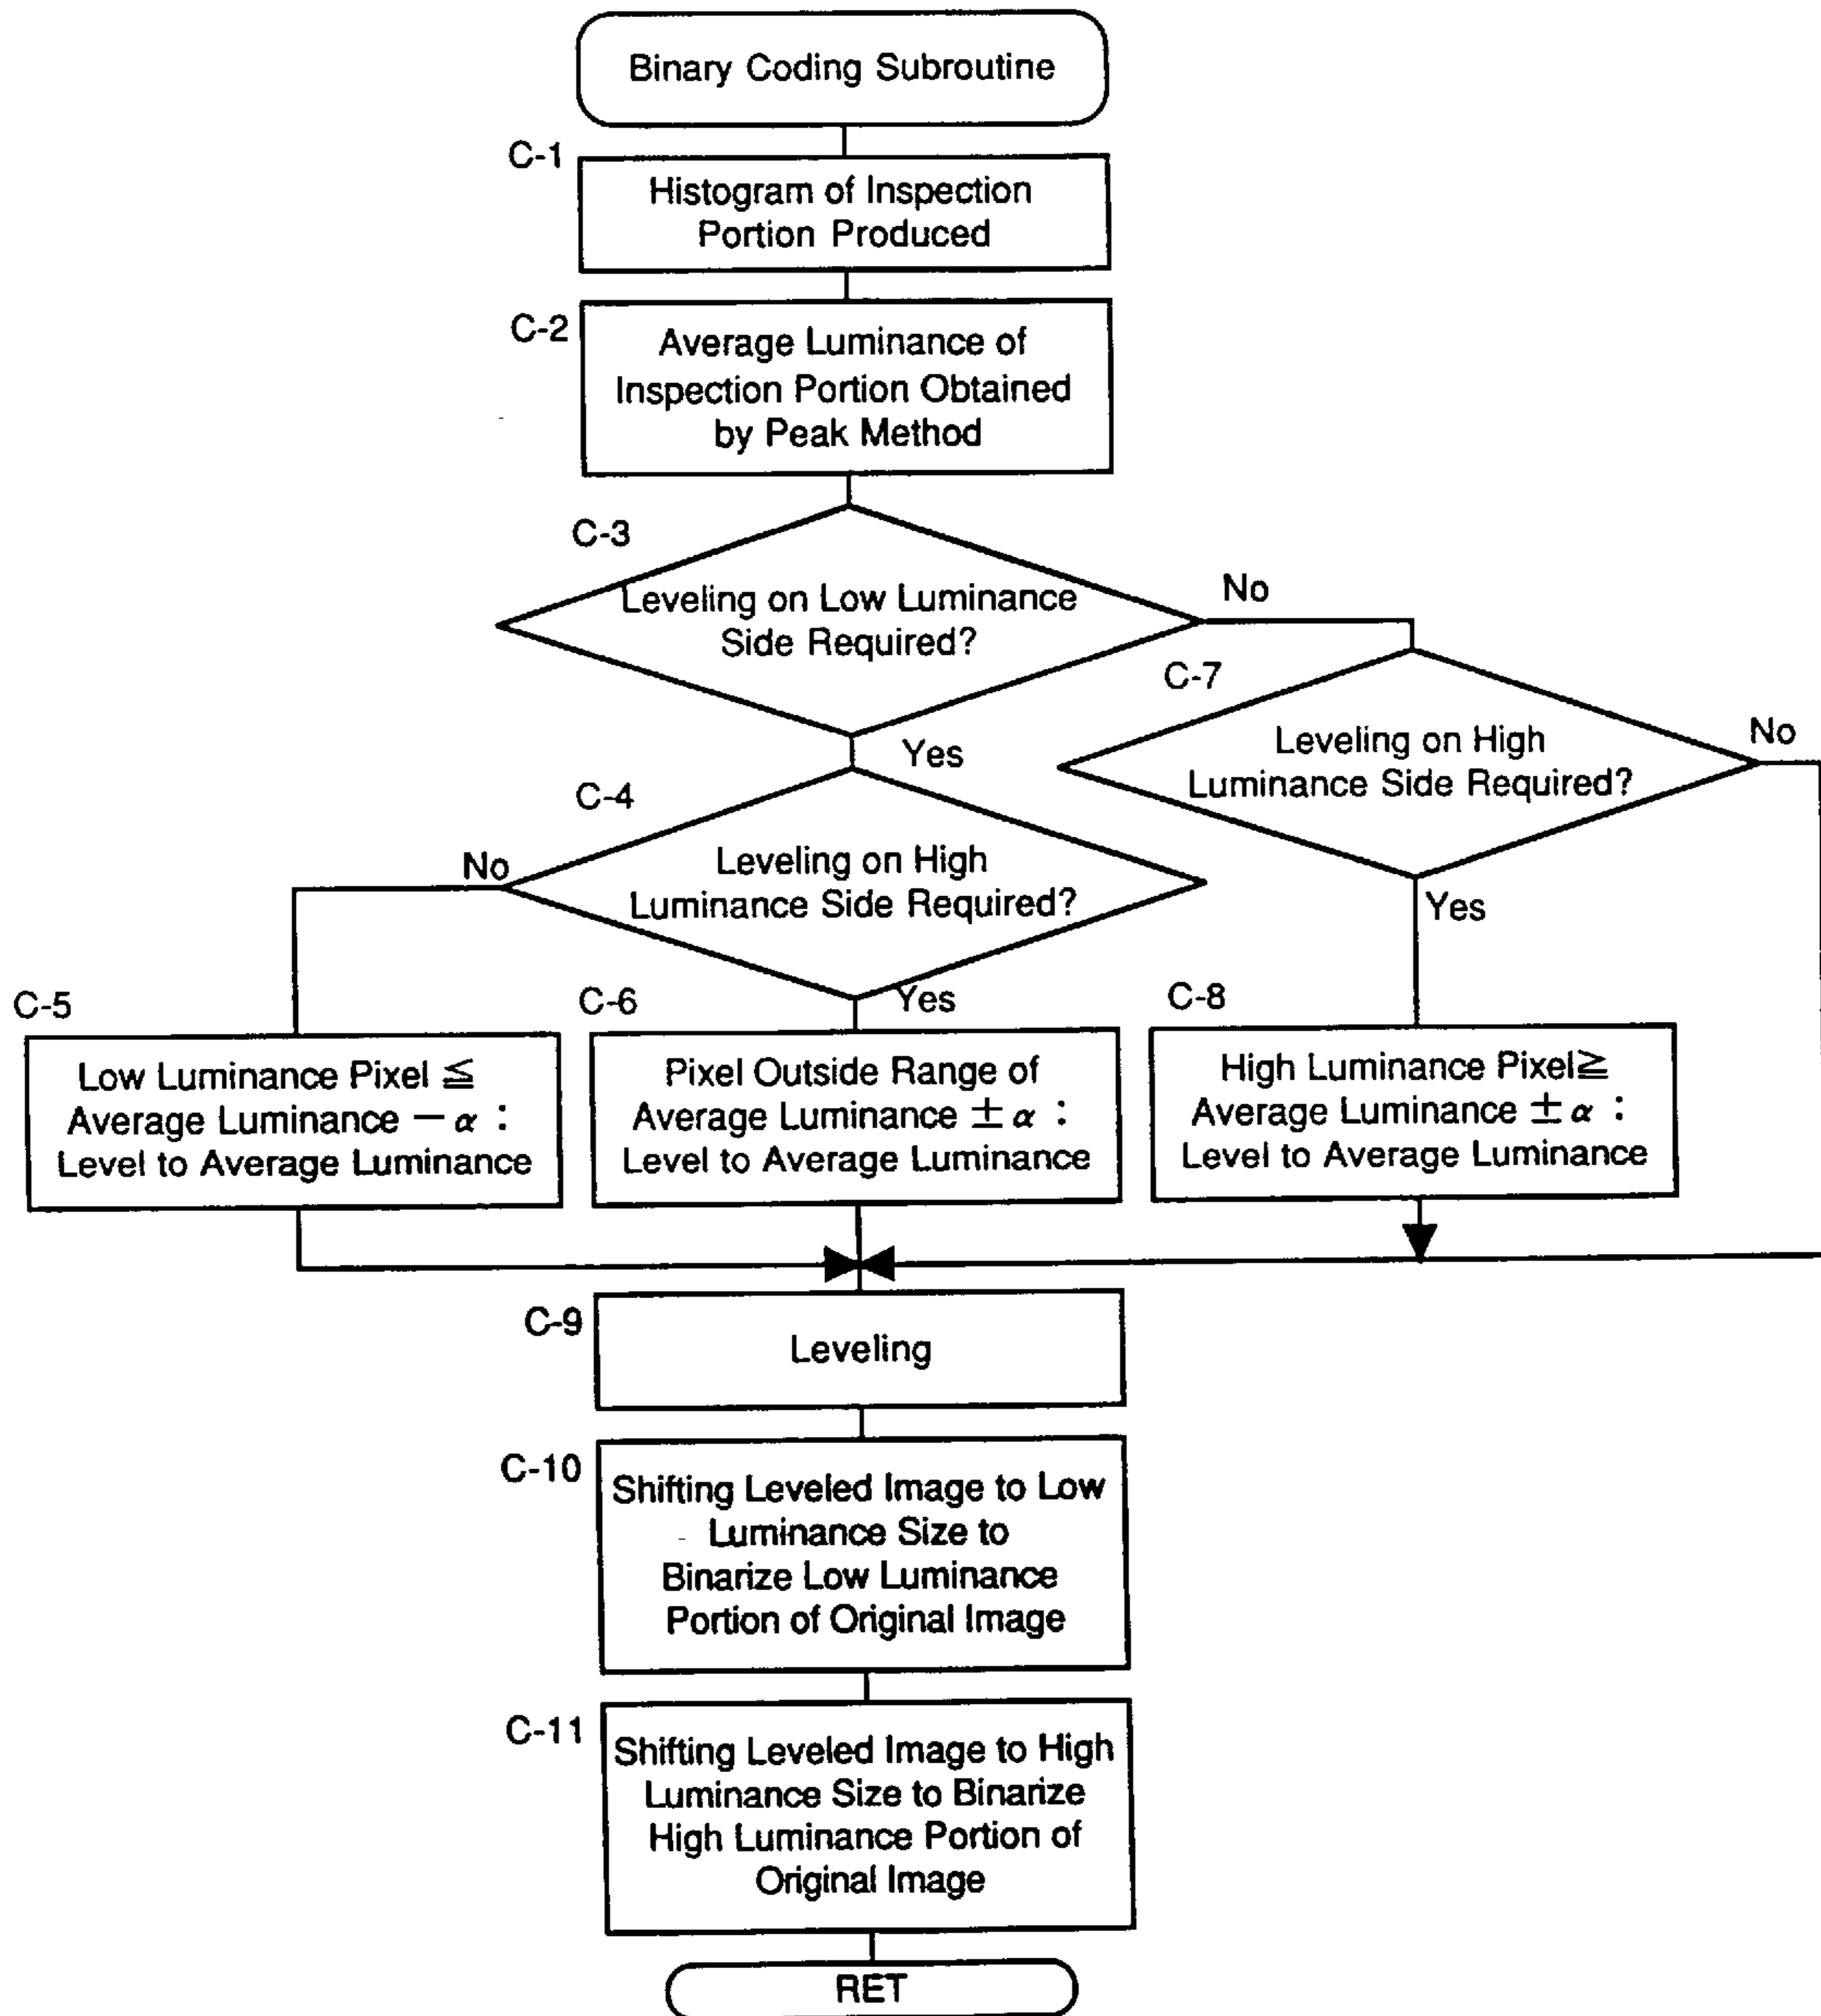 Binary Coding Subroutine
C-1
Histogram of Inspection
Portion Produced
C-2
Average Luminance of
Inspection Portion Obtained
by Peak Method
C-3
Leveling on Low Luminance
Side Required?
No
Yes
C-7
Leveling on High
Luminance Side Required?
No
Yes
C-4
Leveling on High
Luminance Side Required?
No
Yes
C-5
Low Luminance Pixel ≦
Average Luminance − α :
Level to Average Luminance
C-6
Pixel Outside Range of
Average Luminance ± α :
Level to Average Luminance
C-8
High Luminance Pixel≧
Average Luminance ± α :
Level to Average Luminance
C-9
Leveling
C-10
Shifting Leveled Image to Low
Luminance Size to
Binarize Low Luminance
Portion of Original Image
C-11
Shifting Leveled Image to High
Luminance Size to Binarize
High Luminance Portion of
Original Image
RET